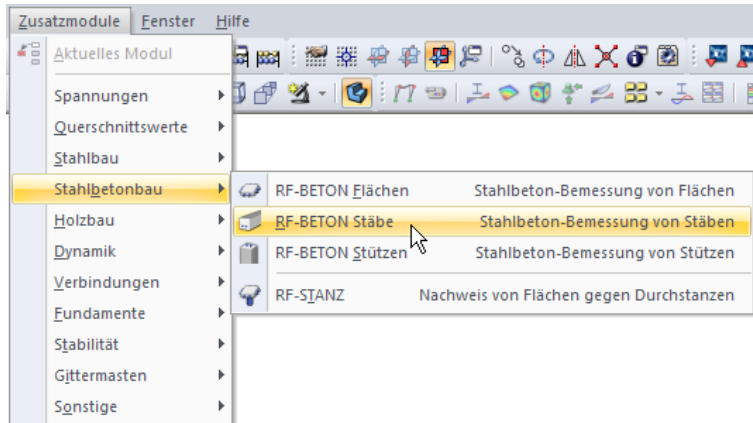 Zusatzmodule Fenster Hilfe
Aktuelles Modul
Spannungen
Querschnittswerte
Stahlbau
Stahlbetonbau
RF-BETON Flächen Stahlbeton-Bemessung von Flächen
Holzbau
RF-BETON Stäbe Stahlbeton-Bemessung von Stäben
Dynamik
RF-BETON Stützen Stahlbeton-Bemessung von Stützen
Verbindungen
RF-STANZ Nachweis von Flächen gegen Durchstanzen
Fundamente
Stabilität
Gittermasten
Sonstige